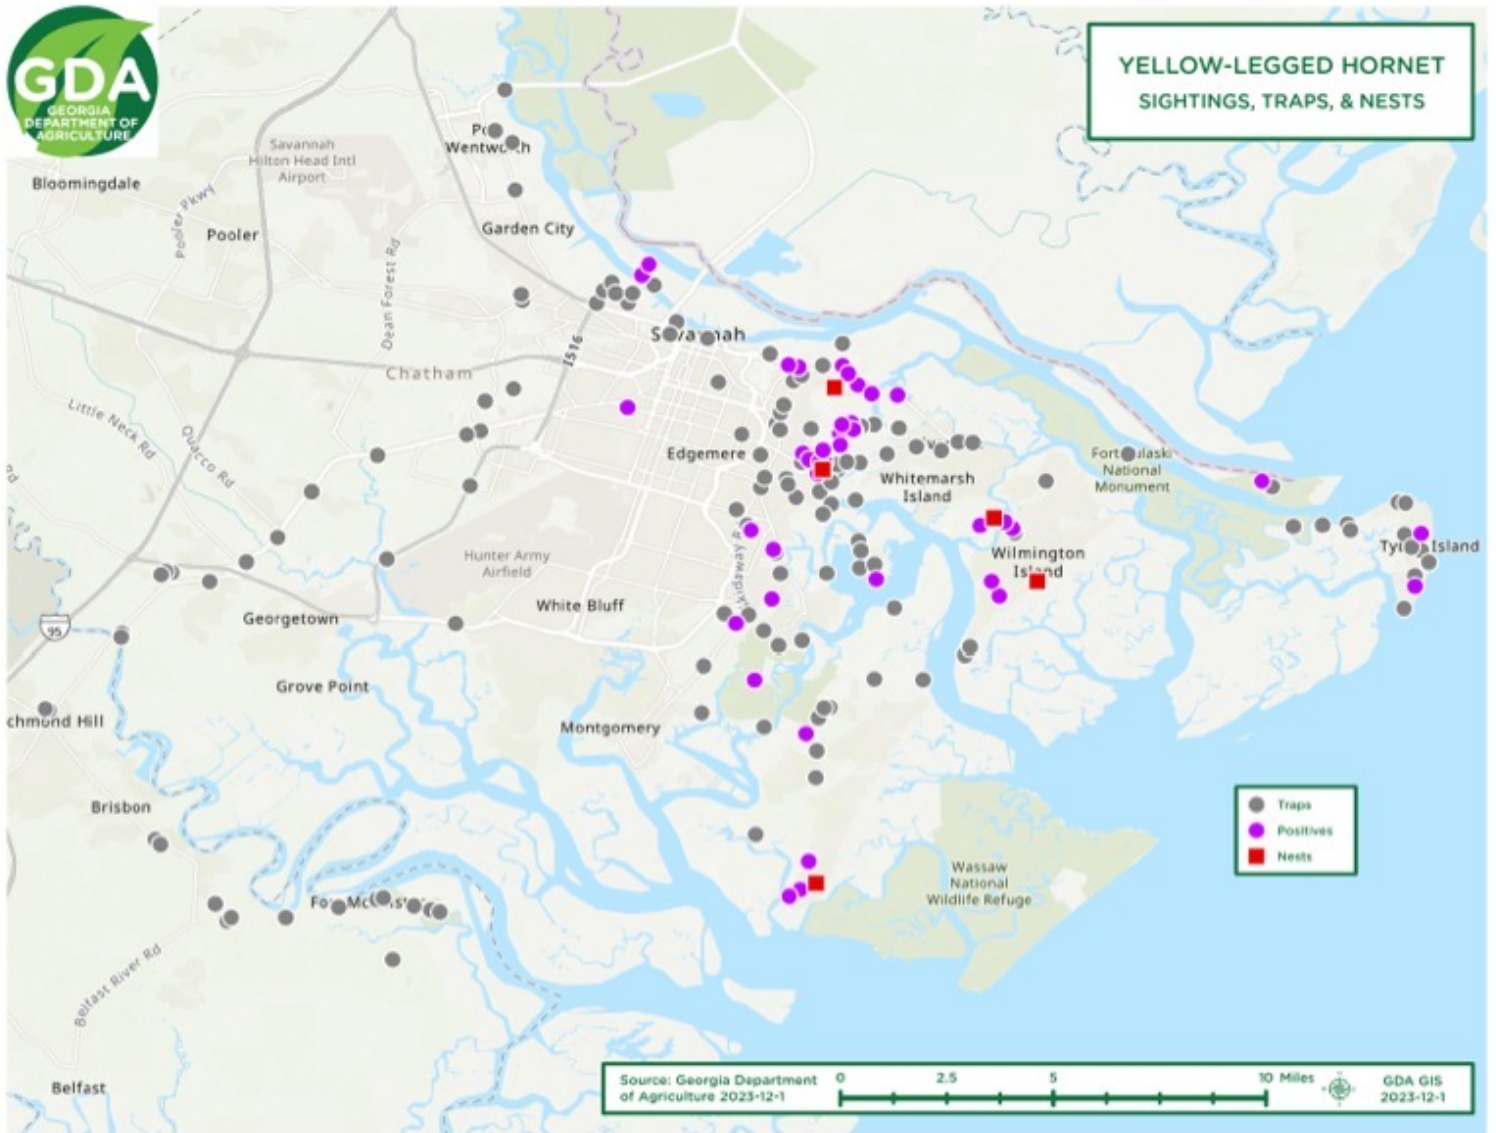 GDA
GEORGIA
DEPARTMENT OF
AGRICULTURE
YELLOW-LEGGED HORNET
SIGHTINGS, TRAPS, & NESTS
Wentwo th
Savannah
Hilton Head Intl
Airport
Bloomingdale
Pooler Pkwy
Pooler
Garden City
Dean Forest Rd
IS16
Chatham
Little Neck Rd
Quacco Rd
Edgemere
Whitemarsh
Island
National
Monument
Hunter Army
Airfield
White Bluff
Wilmington
Island
Georgetown
95
Grove Point
Montgomery
chmond Hill
Brisbon
Traps
Positives
Nests
Wassaw
National
Wildlife Refuge
Belfast River Rd
Belfast
Source: Georgia Department
of Agriculture 2023-12-1
0 2.5 5 10 Miles
GDA GIS
2023-12-1